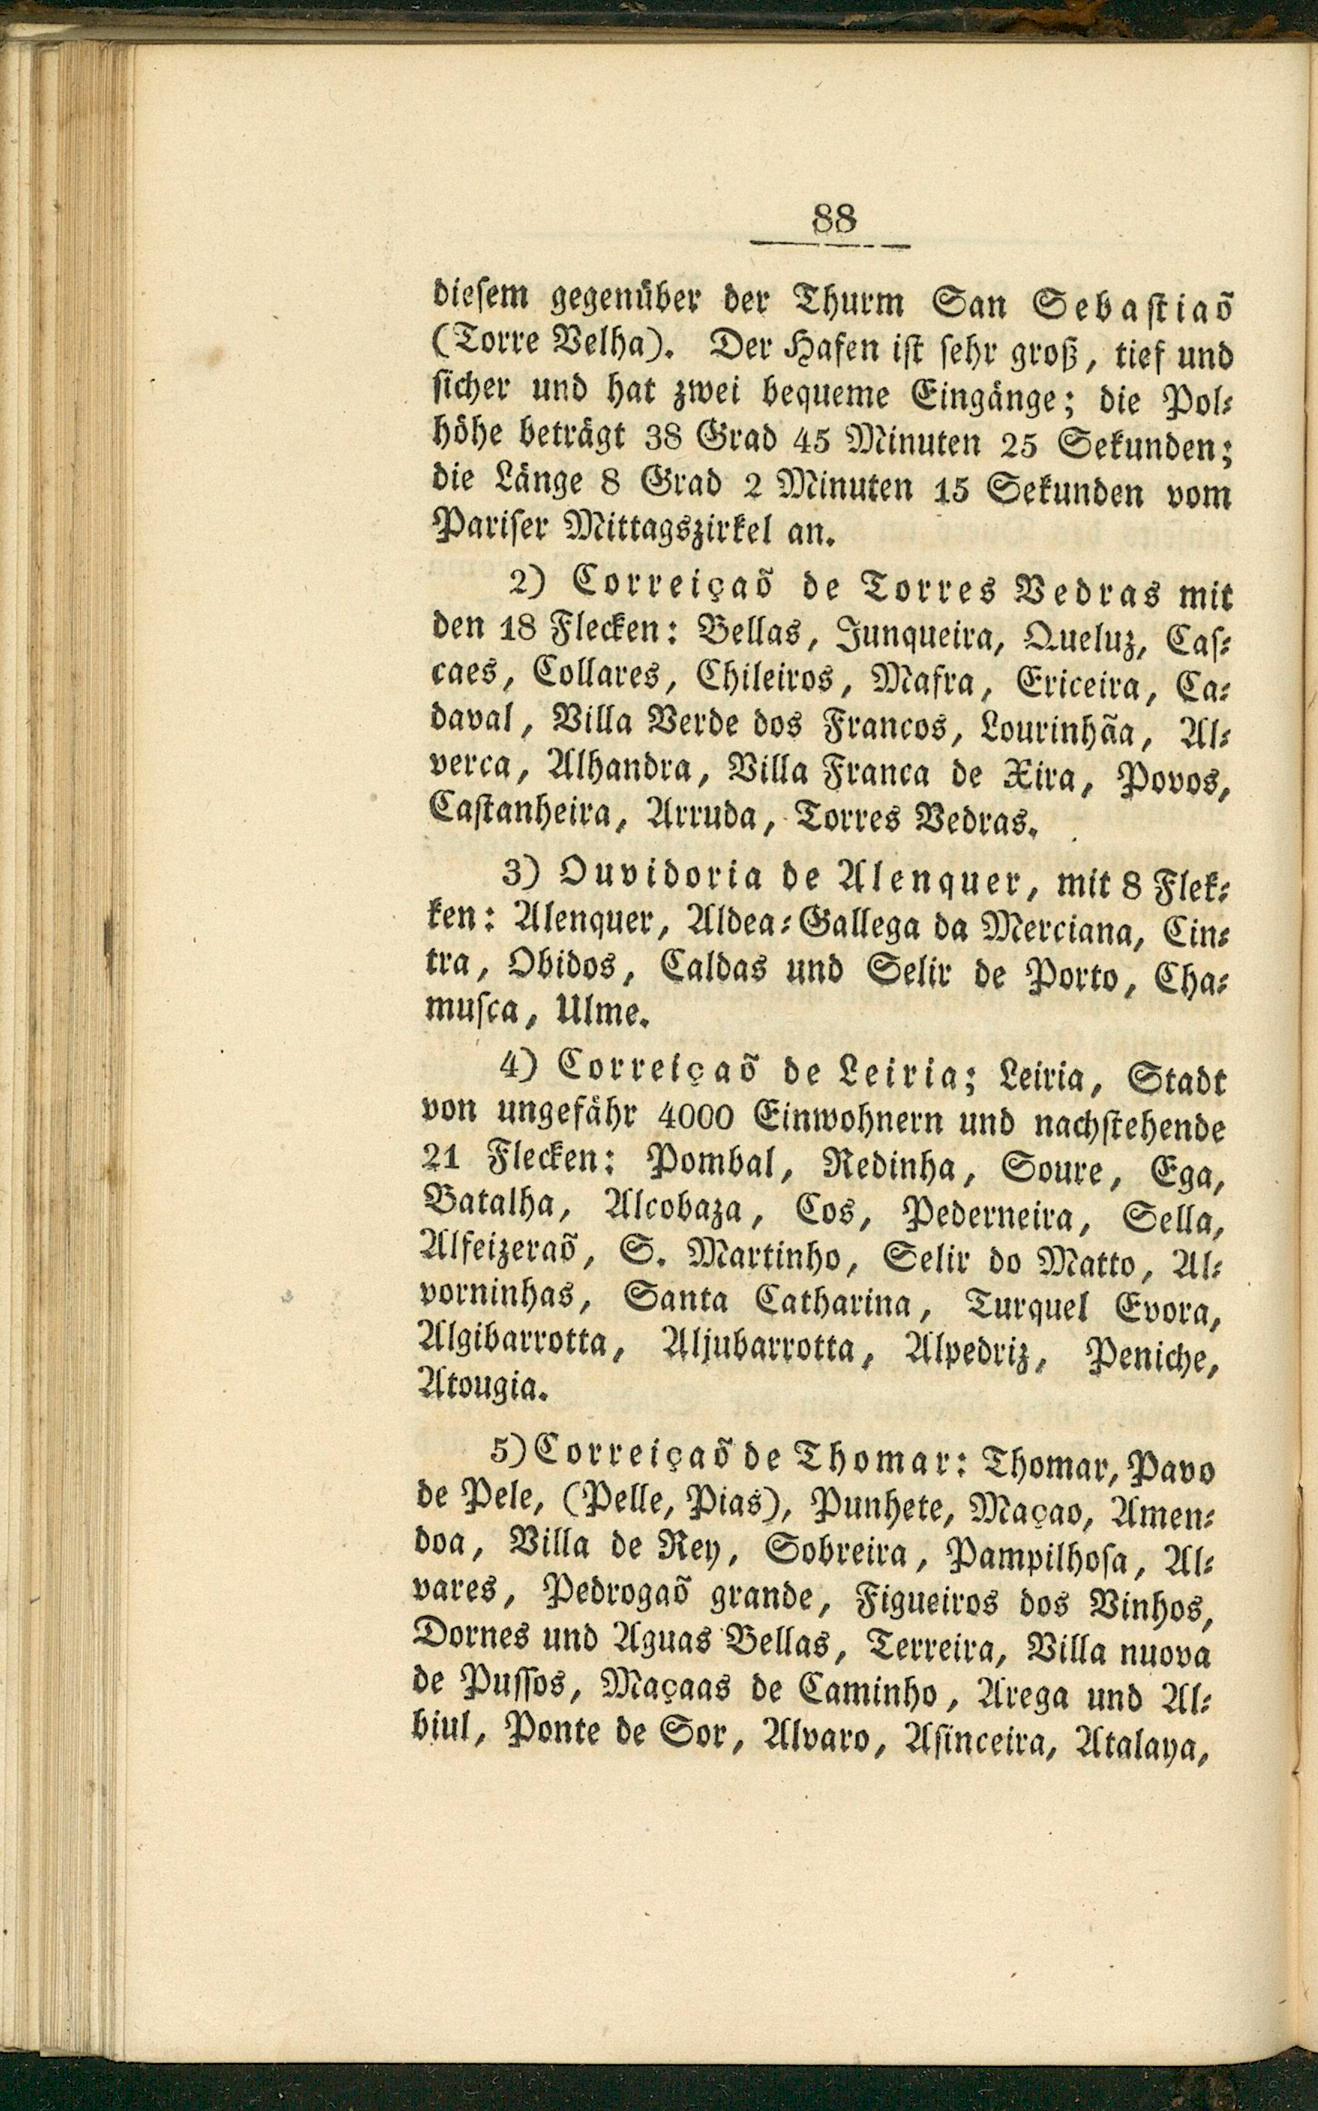 88
diesem gegenüber der Thurm San Sebastiaõ
(Torre Velha). Der Hafen ist sehr groß, tief und
sicher und hat zwei bequeme Eingänge; die Pol-
höhe beträgt 38 Grad 45 Minuten 25 Sekunden;
die Länge 8 Grad 2 Minuten 15 Sekunden vom
Pariser Mittagszirkel an.
2) Correiçaõ de Torres Vedras mit
den 18 Flecken: Bellas, Junqueira, Queluz, Cas-
caes, Collares, Chileiros, Mafra, Ericeira, Ca-
daval, Villa Verde dos Francos, Lourinhãa, Al-
verca, Alhandra, Villa Franca de Xira, Povos,
Castanheira, Arruda, Torres Vedras.
3) Ouvidoria de Alenquer, mit 8 Flek-
ken: Alenquer, Aldea-Gallega da Merciana, Cin-
tra, Obidos, Caldas und Selir de Porto, Cha-
musca, Ulme.
4) Correiçaõ de Leiria; Leiria, Stadt
von ungefähr 4000 Einwohnern und nachstehende
21 Flecken: Pombal, Redinha, Soure, Ega,
Batalha, Alcobaza, Cos, Pederneira, Sella,
Alfeizeraõ, S. Martinho, Selir do Matto, Al-
vorninhas, Santa Catharina, Turquel Evora,
Algibarrotta, Aljubarrotta, Alpedriz, Peniche,
Atougia.
5) Correiçaõ de Thomar: Thomar, Pavo
de Pele, (Pelle, Pias), Punhete, Maçao, Amen-
doa, Villa de Rey, Sobreira, Pampilhosa, Al-
vares, Pedrogaõ grande, Figueiros dos Vinhos,
Dornes und Aguas Bellas, Terreira, Villa nuova
de Pussos, Maçaas de Caminho, Arega und Al-
biul, Ponte de Sor, Alvaro, Asinceira, Atalaya,